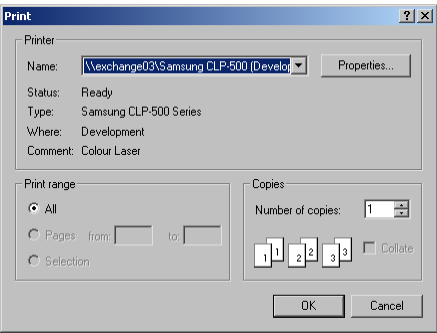 Print
Printer
Name: \\exchange03\Samsung CLP-500 (Develop
Properties...
Status: Ready
Type: Samsung CLP-500 Series
Where: Development
Comment: Colour Laser
Print range
All
Pages from: to:
Selection
Copies
Number of copies: 1
1 1 2 2 3 3
Collate
OK Cancel